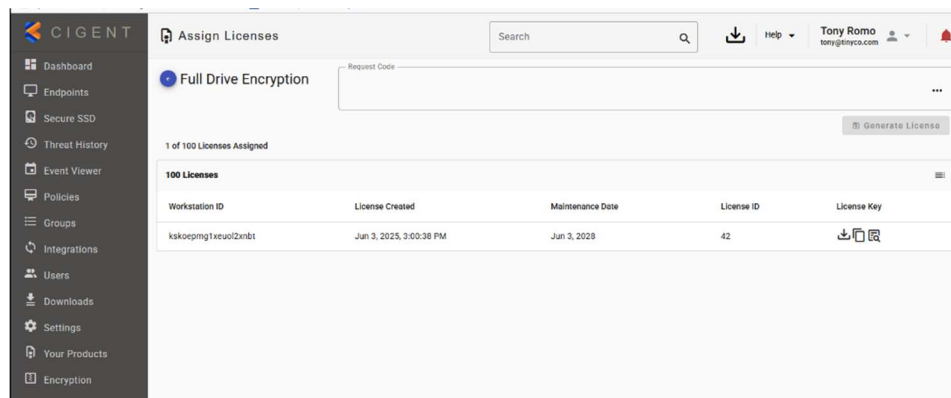 CIGENT
Assign Licenses
Search
Help
Tony Romo
tony@tinyco.com
Dashboard
Endpoints
Secure SSD
Threat History
Event Viewer
Policies
Groups
Integrations
Users
Downloads
Settings
Your Products
Encryption
Full Drive Encryption
Request Code
...
Generate License
1 of 100 Licenses Assigned
100 Licenses
Workstation ID License Created Maintenance Date License ID License Key
kskoepmg1xeuol2xnbt Jun 3, 2025, 3:00:38 PM Jun 3, 2028 42